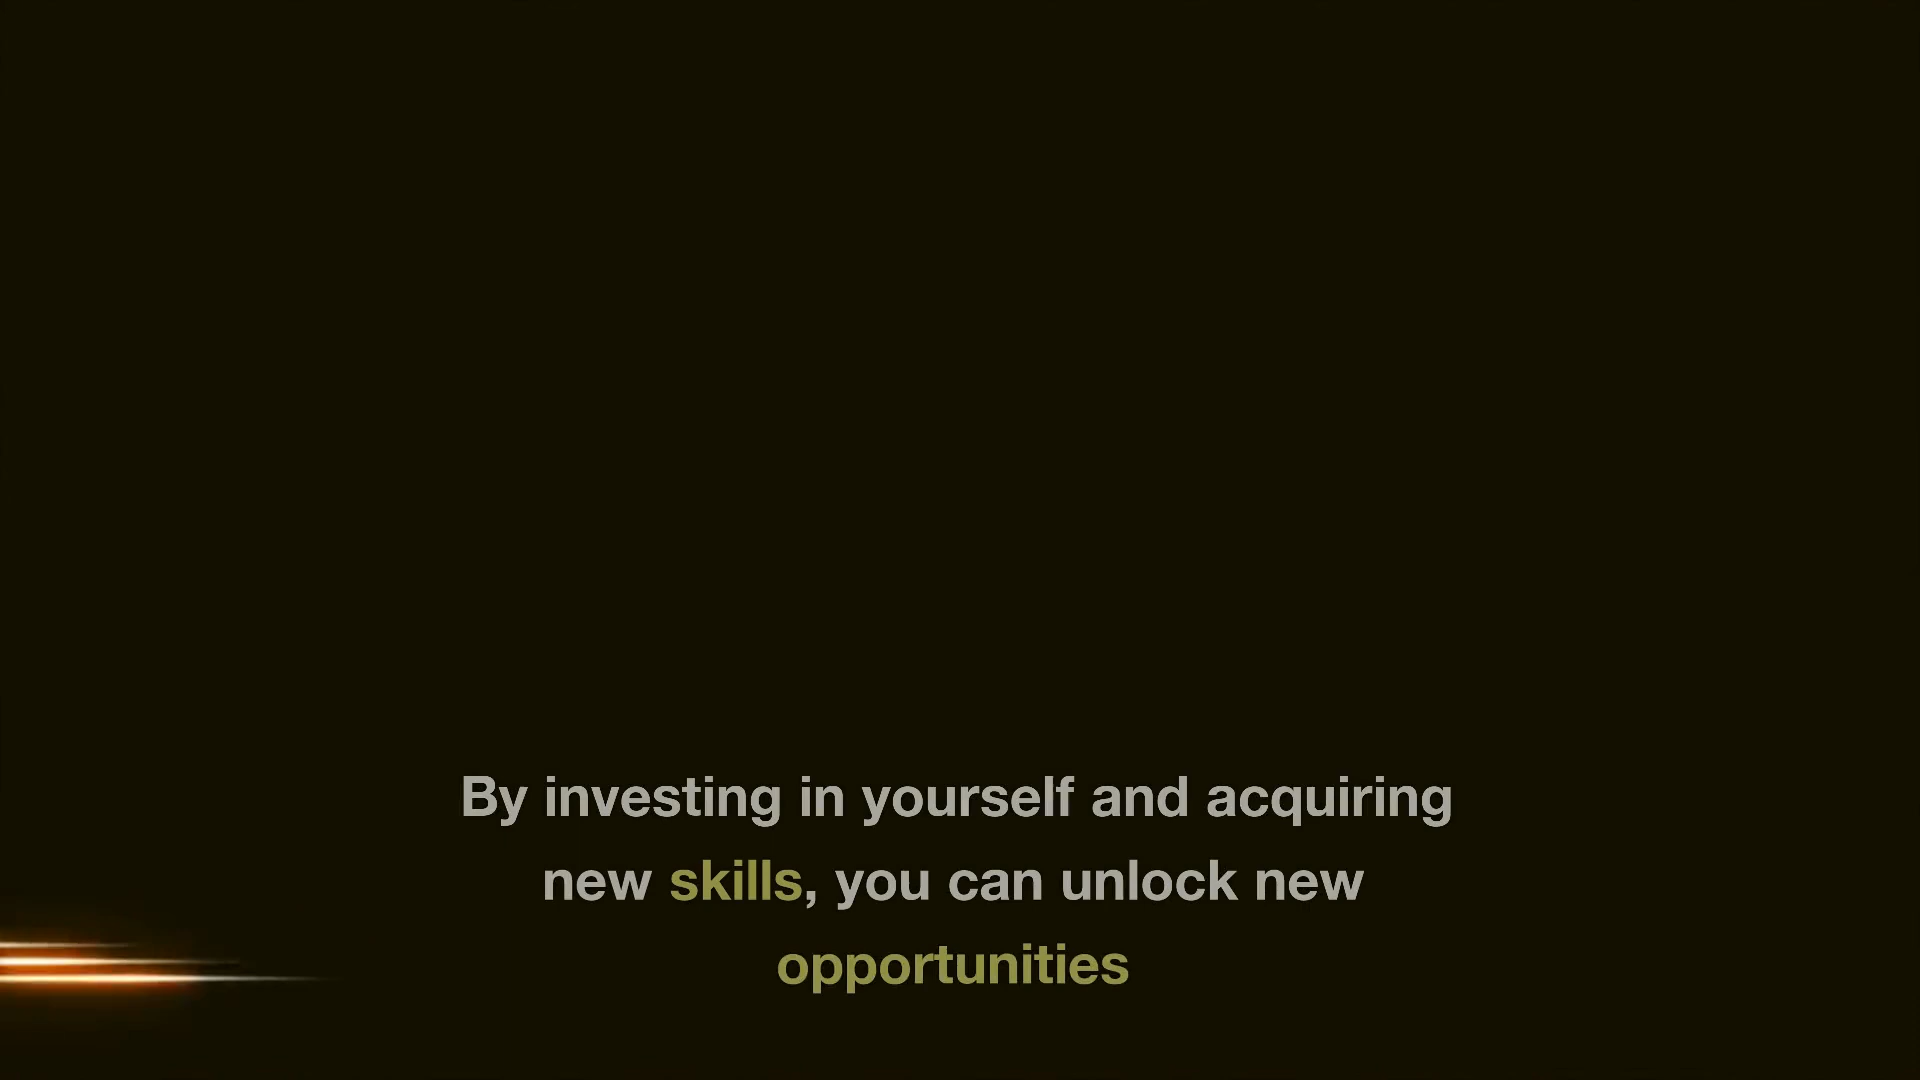 By investing in yourself and acquiring
new skills, you can unlock new
opportunities